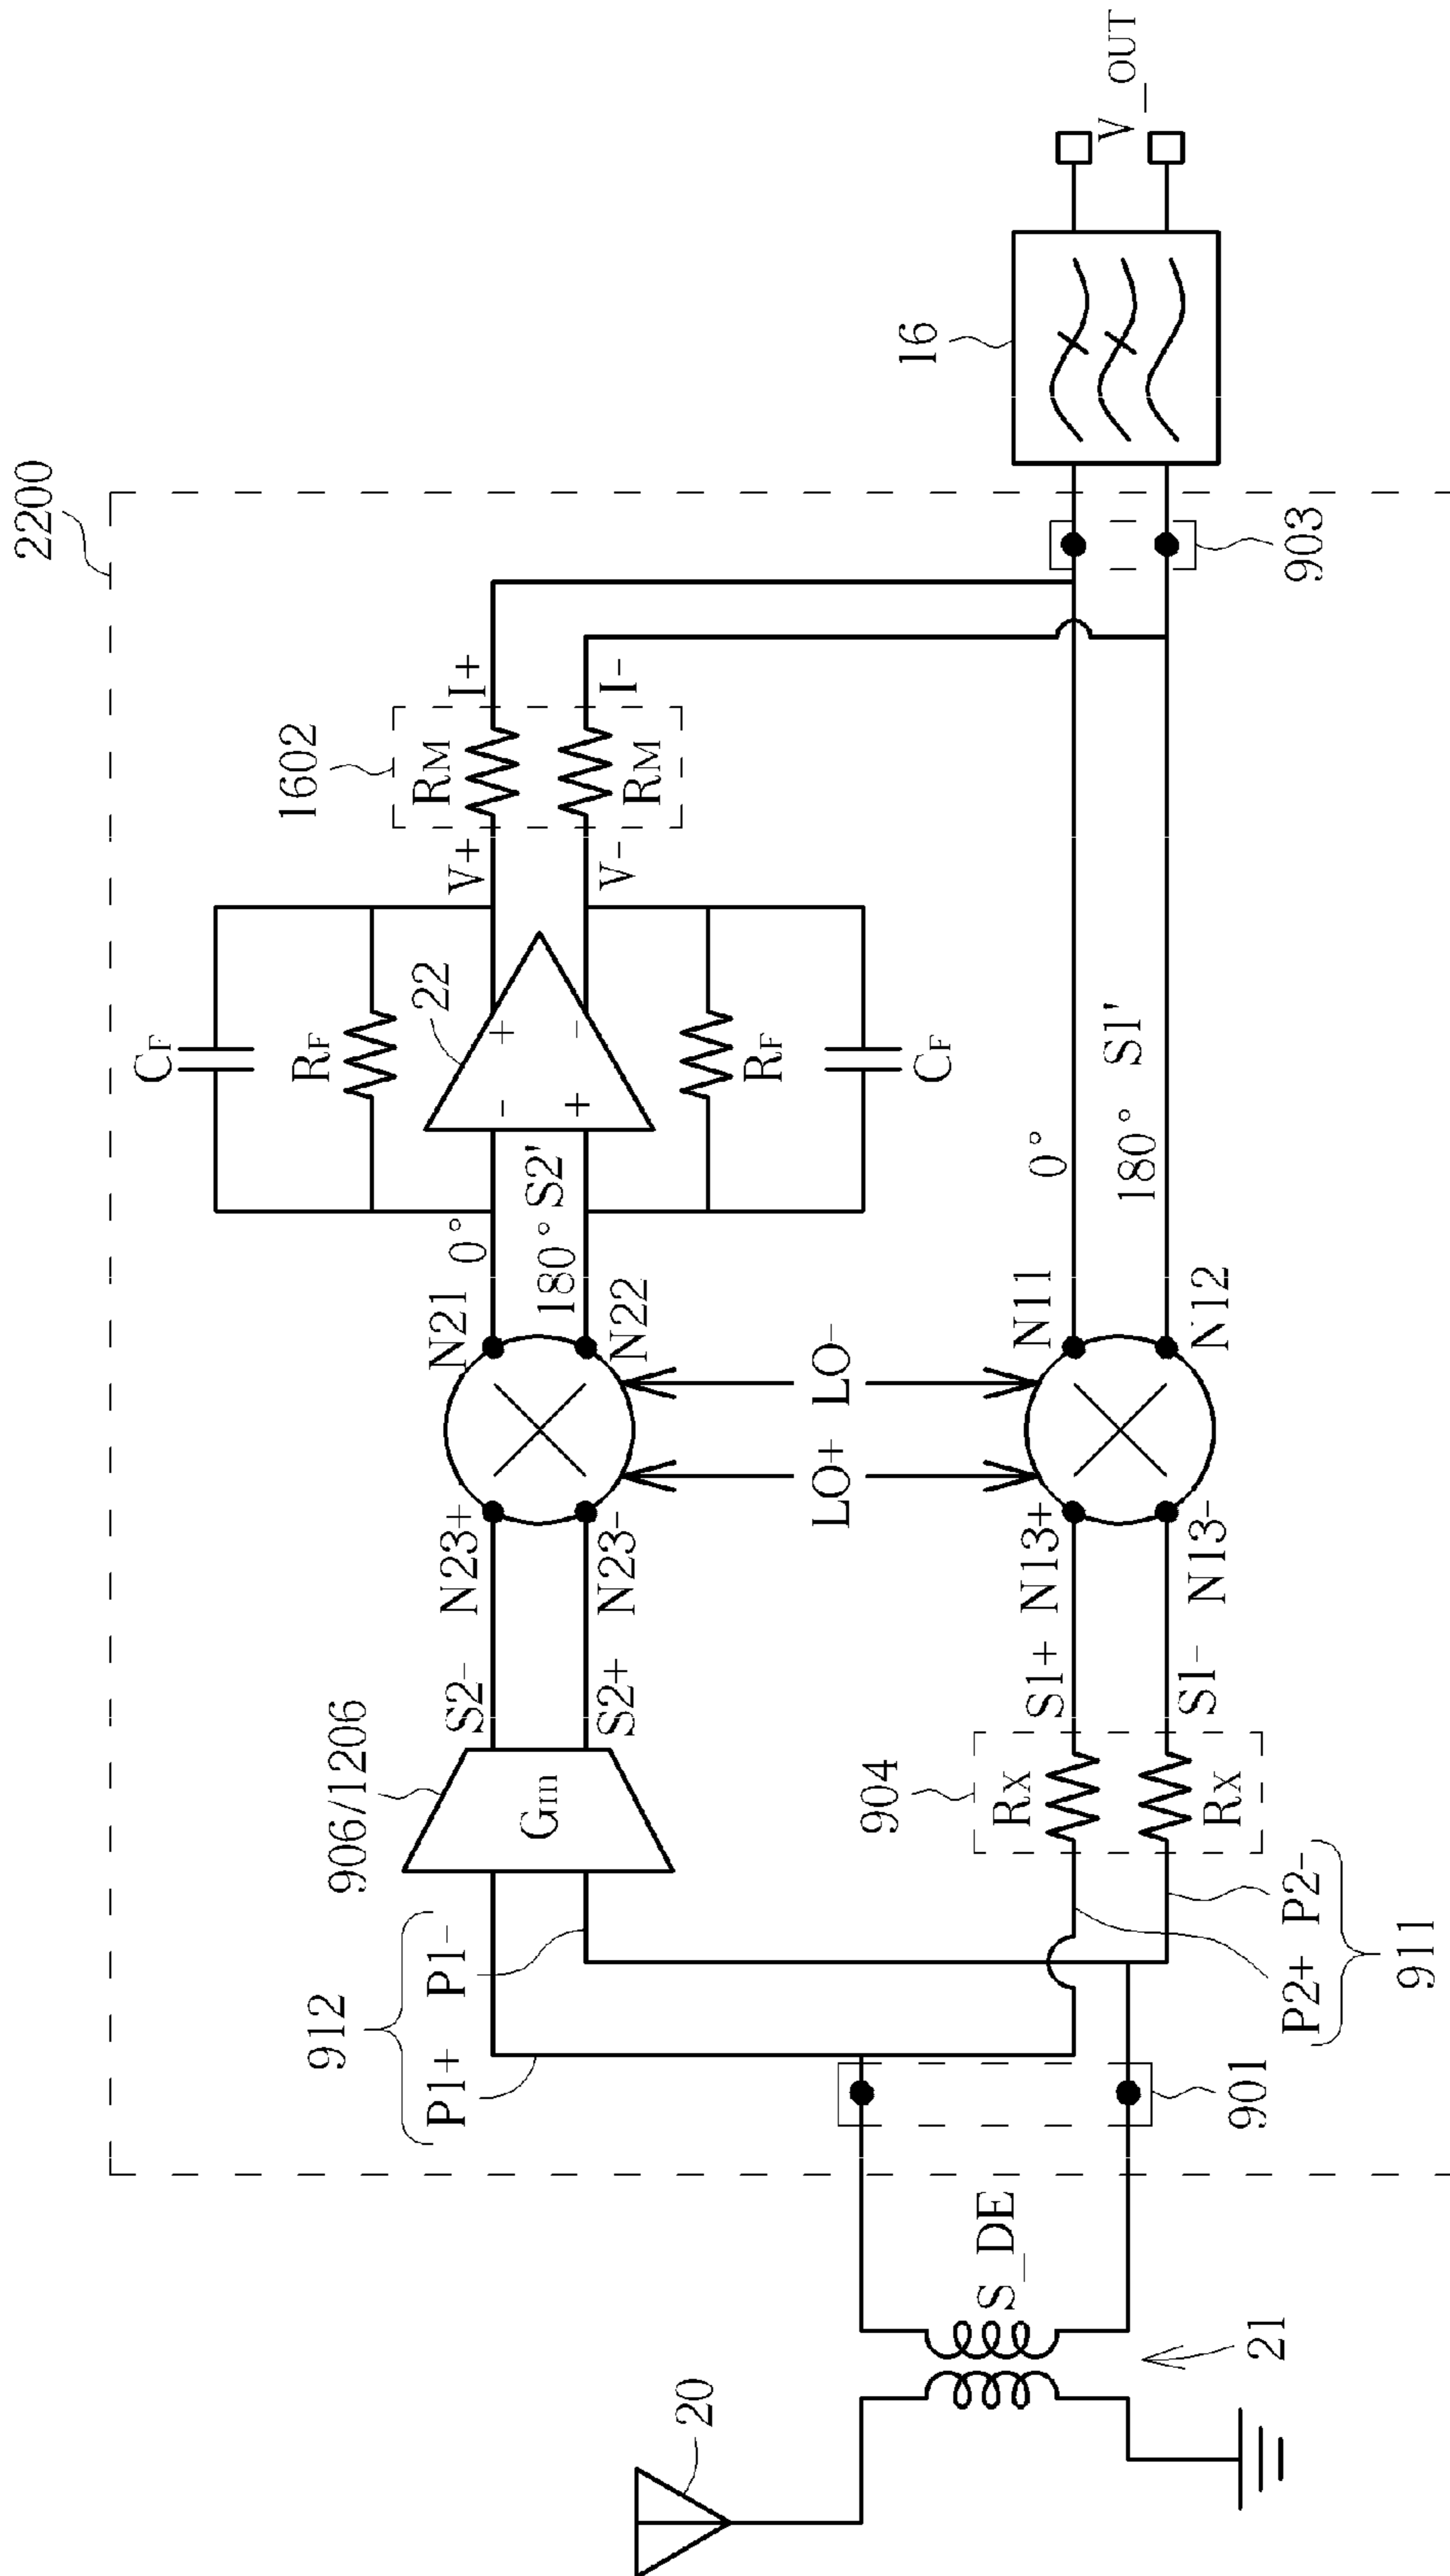 2200
20
21
S_DE
901
912
P1+ P1-
906/1206
Gm
S2-
S2+
N23+
N23-
N21
N22
0°
180° S2'
CF
RF
22
- +
+ -
RF
CF
V+
V-
1602
RM
RM
I+
I-
LO+ LO-
P2+ P2-
911
904
RX
RX
S1+
S1-
N13+
N13-
N11
N12
0°
180° S1'
903
16
V_OUT